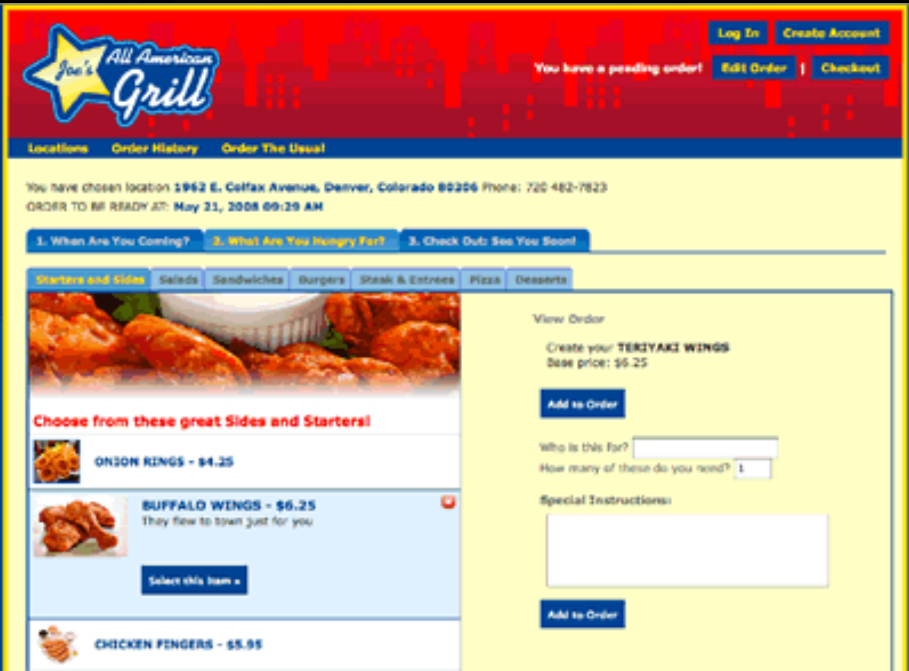 Log In Create Account
Joe's All American Grill
You have a pending order! Edit Order | Checkout
Locations Order History Order The Usual
You have chosen location 1962 E. Colfax Avenue, Denver, Colorado 80206 Phone: 720 482-7823
ORDER TO BE READY AT: May 21, 2008 09:29 AM
1. When Are You Coming? 2. What Are You Hungry For? 3. Check Out: See You Soon!
Starters and Sides Salads Sandwiches Burgers Steak & Entrees Pizza Desserts
View Order
Create your TERIYAKI WINGS
Base price: $6.25
Add to Order
Choose from these great Sides and Starters!
Who is this for?
ONION RINGS - $4.25
How many of these do you need? 1
BUFFALO WINGS - $6.25
They flew to town just for you
Special Instructions:
Select this Item »
Add to Order
CHICKEN FINGERS - $5.95